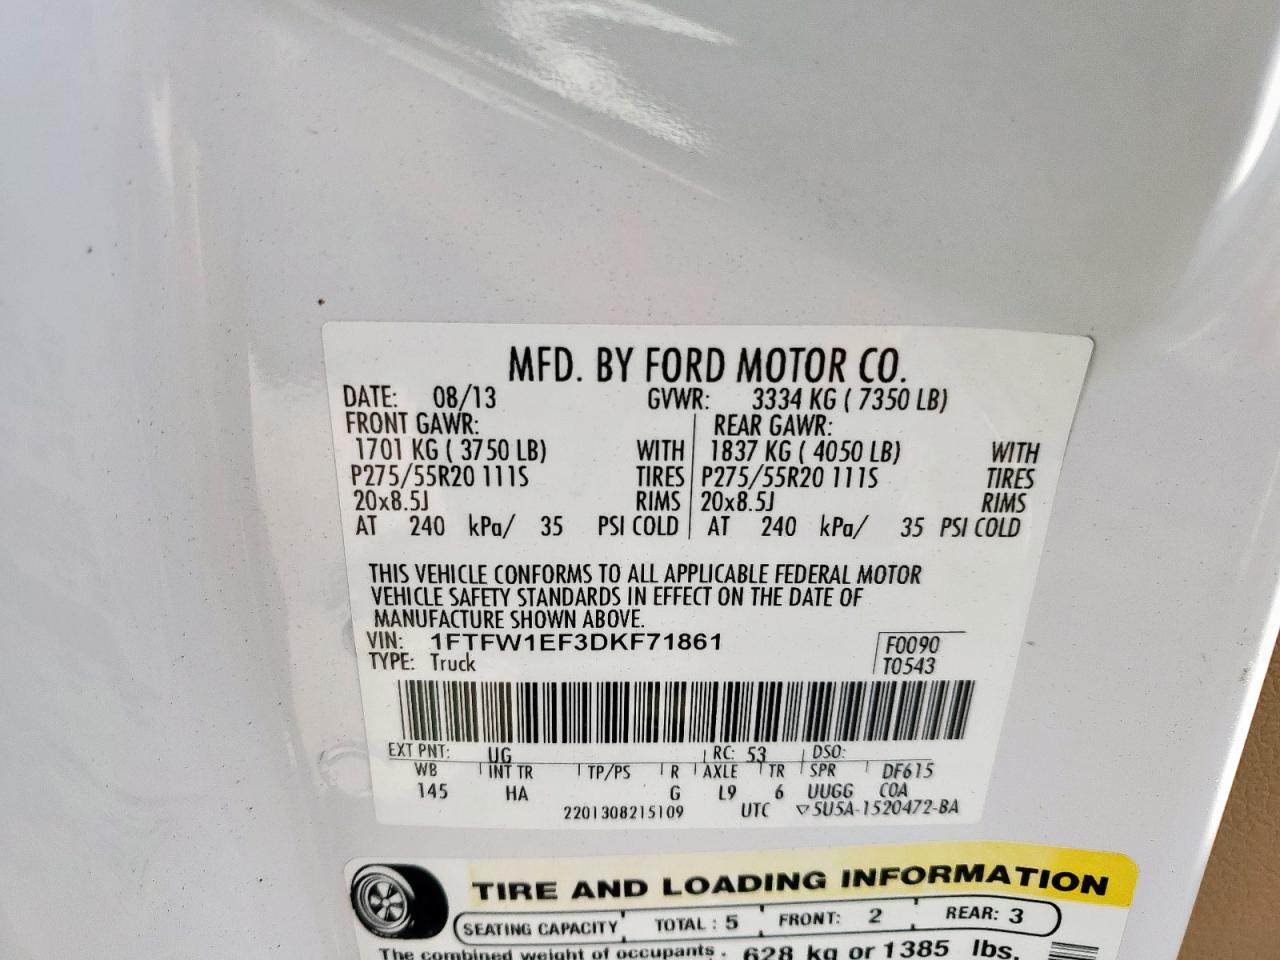 MFD. BY FORD MOTOR CO.
DATE: 08/13 GVWR: 3334 KG ( 7350 LB)
FRONT GAWR: REAR GAWR:
1701 KG ( 3750 LB) WITH 1837 KG ( 4050 LB) WITH
P275/55R20 111S TIRES P275/55R20 111S TIRES
20x8.5J RIMS 20x8.5J RIMS
AT 240 kPa/ 35 PSI COLD AT 240 kPa/ 35 PSI COLD
THIS VEHICLE CONFORMS TO ALL APPLICABLE FEDERAL MOTOR
VEHICLE SAFETY STANDARDS IN EFFECT ON THE DATE OF
MANUFACTURE SHOWN ABOVE.
VIN: 1FTFW1EF3DKF71861 F0090
TYPE: Truck T0543
EXT PNT: UG RC: 53 DSO:
WB INT TR TP/PS R AXLE TR SPR DF615
145 HA G L9 6 UUGG COA
2201308215109 UTC ▽5U5A-1520472-BA
TIRE AND LOADING INFORMATION
SEATING CAPACITY TOTAL : 5 FRONT: 2 REAR: 3
The combined weight of occupants . 628 kg or 1385 lbs.